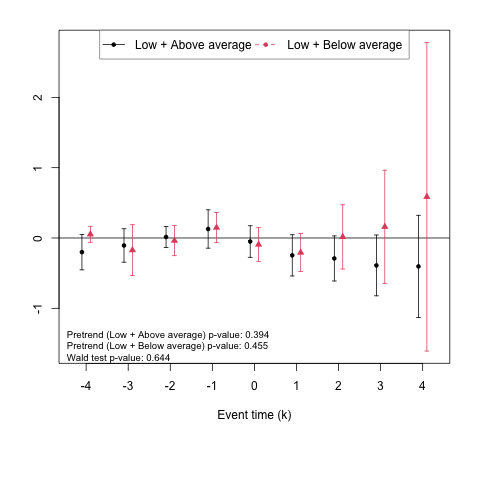 Low + Above average Low + Below average
2
1
0
-1
Pretrend (Low + Above average) p-value: 0.394
Pretrend (Low + Below average) p-value: 0.455
Wald test p-value: 0.644
-4 -3 -2 -1 0 1 2 3 4
Event time (k)